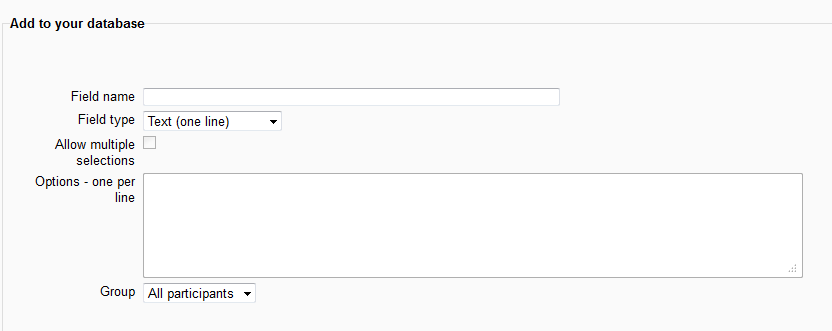 Add to your database
Field name
Field type Text (one line)
Allow multiple
selections
Options - one per
line
Group All participants